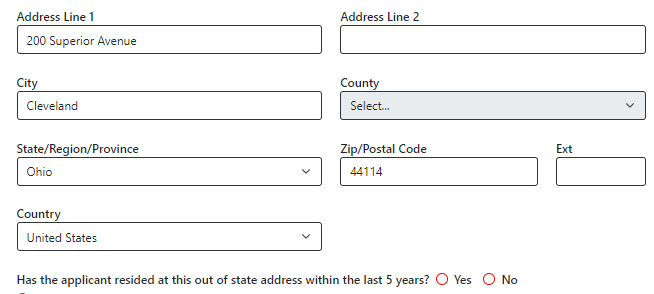 Address Line 1 Address Line 2
200 Superior Avenue
City County
Cleveland Select...
State/Region/Province Zip/Postal Code Ext
Ohio 44114
Country
United States
Has the applicant resided at this out of state address within the last 5 years? Yes No